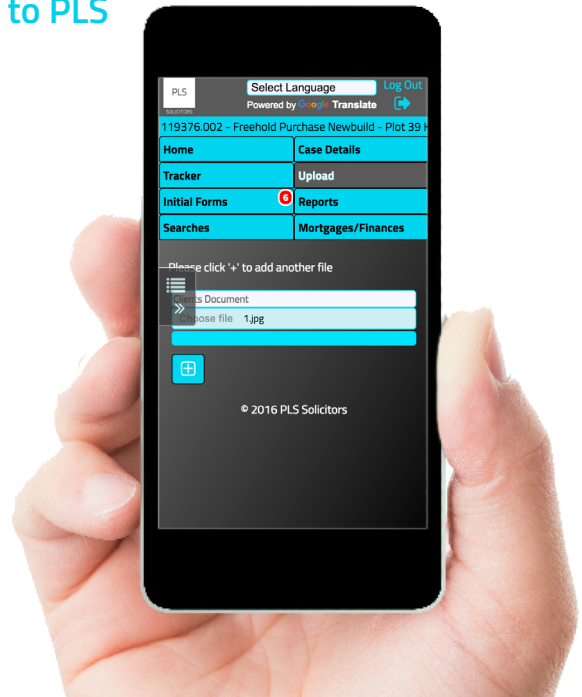 to PLS
PLS
SOLICITORS
Select Language
Log Out
Powered by Google Translate
119376.002 - Freehold Purchase Newbuild - Plot 39 H
Home
Case Details
Tracker
Upload
Initial Forms
6
Reports
Searches
Mortgages/Finances
Please click '+' to add another file
Clients Document
Choose file 1.jpg
© 2016 PLS Solicitors